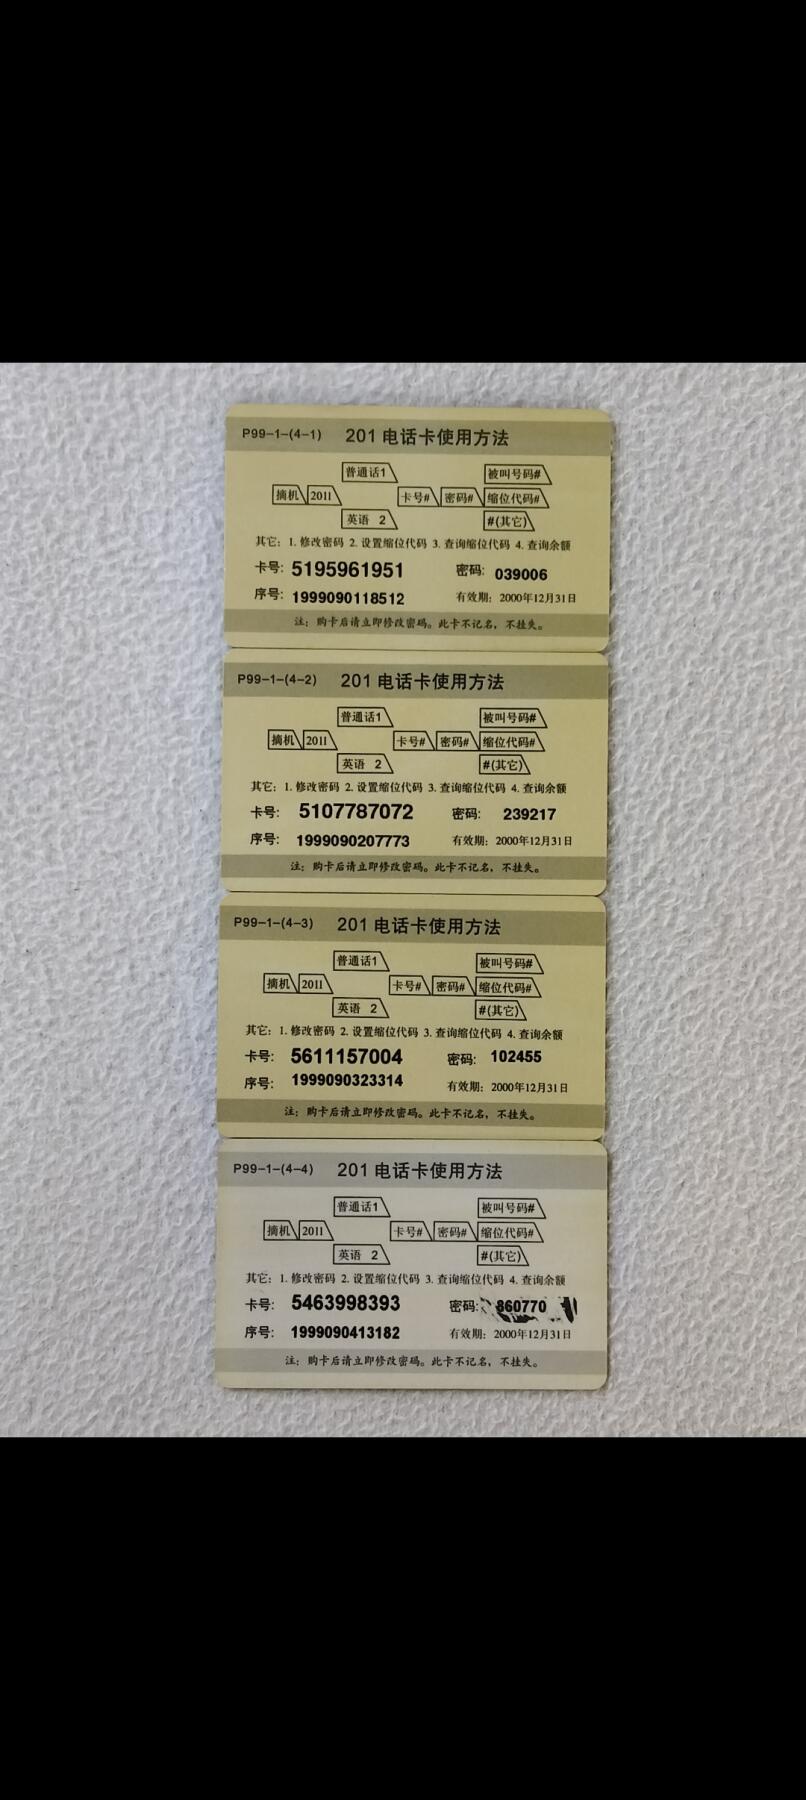 P99-1-(4-1) 201 电话卡使用方法
普通话1 被叫号码#
摘机 201 卡号# 密码# 缩位代码#
英语 2 #(其它)
其它: 1. 修改密码 2. 设置缩位代码 3. 查询缩位代码 4. 查询余额
卡号: 5195961951 密码: 039006
序号: 1999090118512 有效期: 2000年12月31日
注: 购卡后请立即修改密码。此卡不记名, 不挂失。
P99-1-(4-2) 201 电话卡使用方法
普通话1 被叫号码#
摘机 201 卡号# 密码# 缩位代码#
英语 2 #(其它)
其它: 1. 修改密码 2. 设置缩位代码 3. 查询缩位代码 4. 查询余额
卡号: 5107787072 密码: 239217
序号: 1999090207773 有效期: 2000年12月31日
注: 购卡后请立即修改密码。此卡不记名, 不挂失。
P99-1-(4-3) 201 电话卡使用方法
普通话1 被叫号码#
摘机 201 卡号# 密码# 缩位代码#
英语 2 #(其它)
其它: 1. 修改密码 2. 设置缩位代码 3. 查询缩位代码 4. 查询余额
卡号: 5611157004 密码: 102455
序号: 1999090323314 有效期: 2000年12月31日
注: 购卡后请立即修改密码。此卡不记名, 不挂失。
P99-1-(4-4) 201 电话卡使用方法
普通话1 被叫号码#
摘机 201 卡号# 密码# 缩位代码#
英语 2 #(其它)
其它: 1. 修改密码 2. 设置缩位代码 3. 查询缩位代码 4. 查询余额
卡号: 5463998393 密码: 860770
序号: 1999090413182 有效期: 2000年12月31日
注: 购卡后请立即修改密码。此卡不记名, 不挂失。